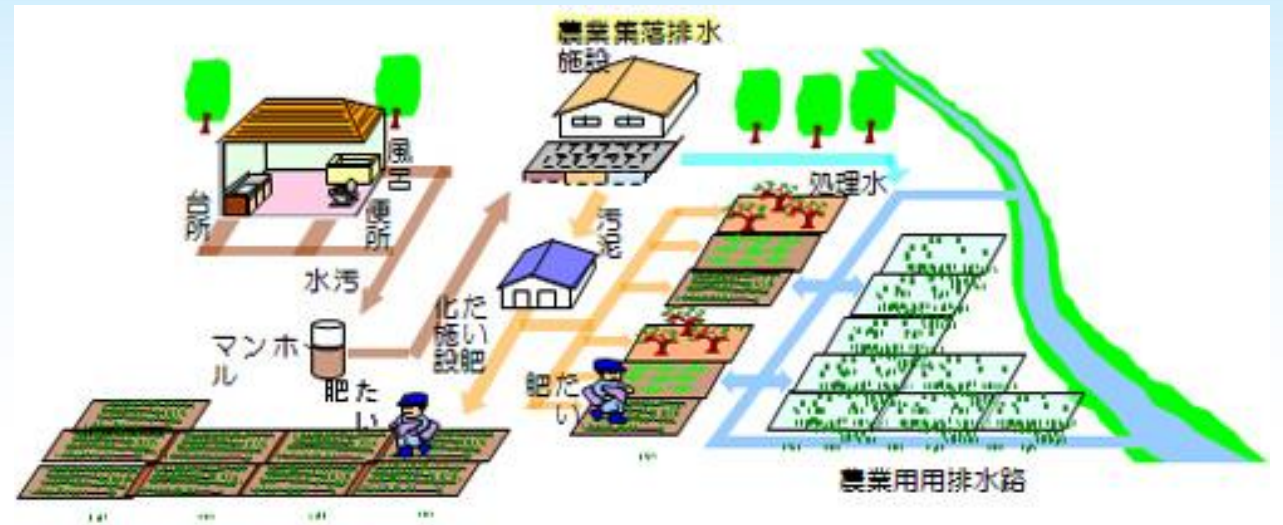 農業集落排水
施設
風呂
台所
便所
水汚
マンホー
ル
たい肥
化施設
汚泥
処理水
たい
肥
たい
肥
農業用用排水路